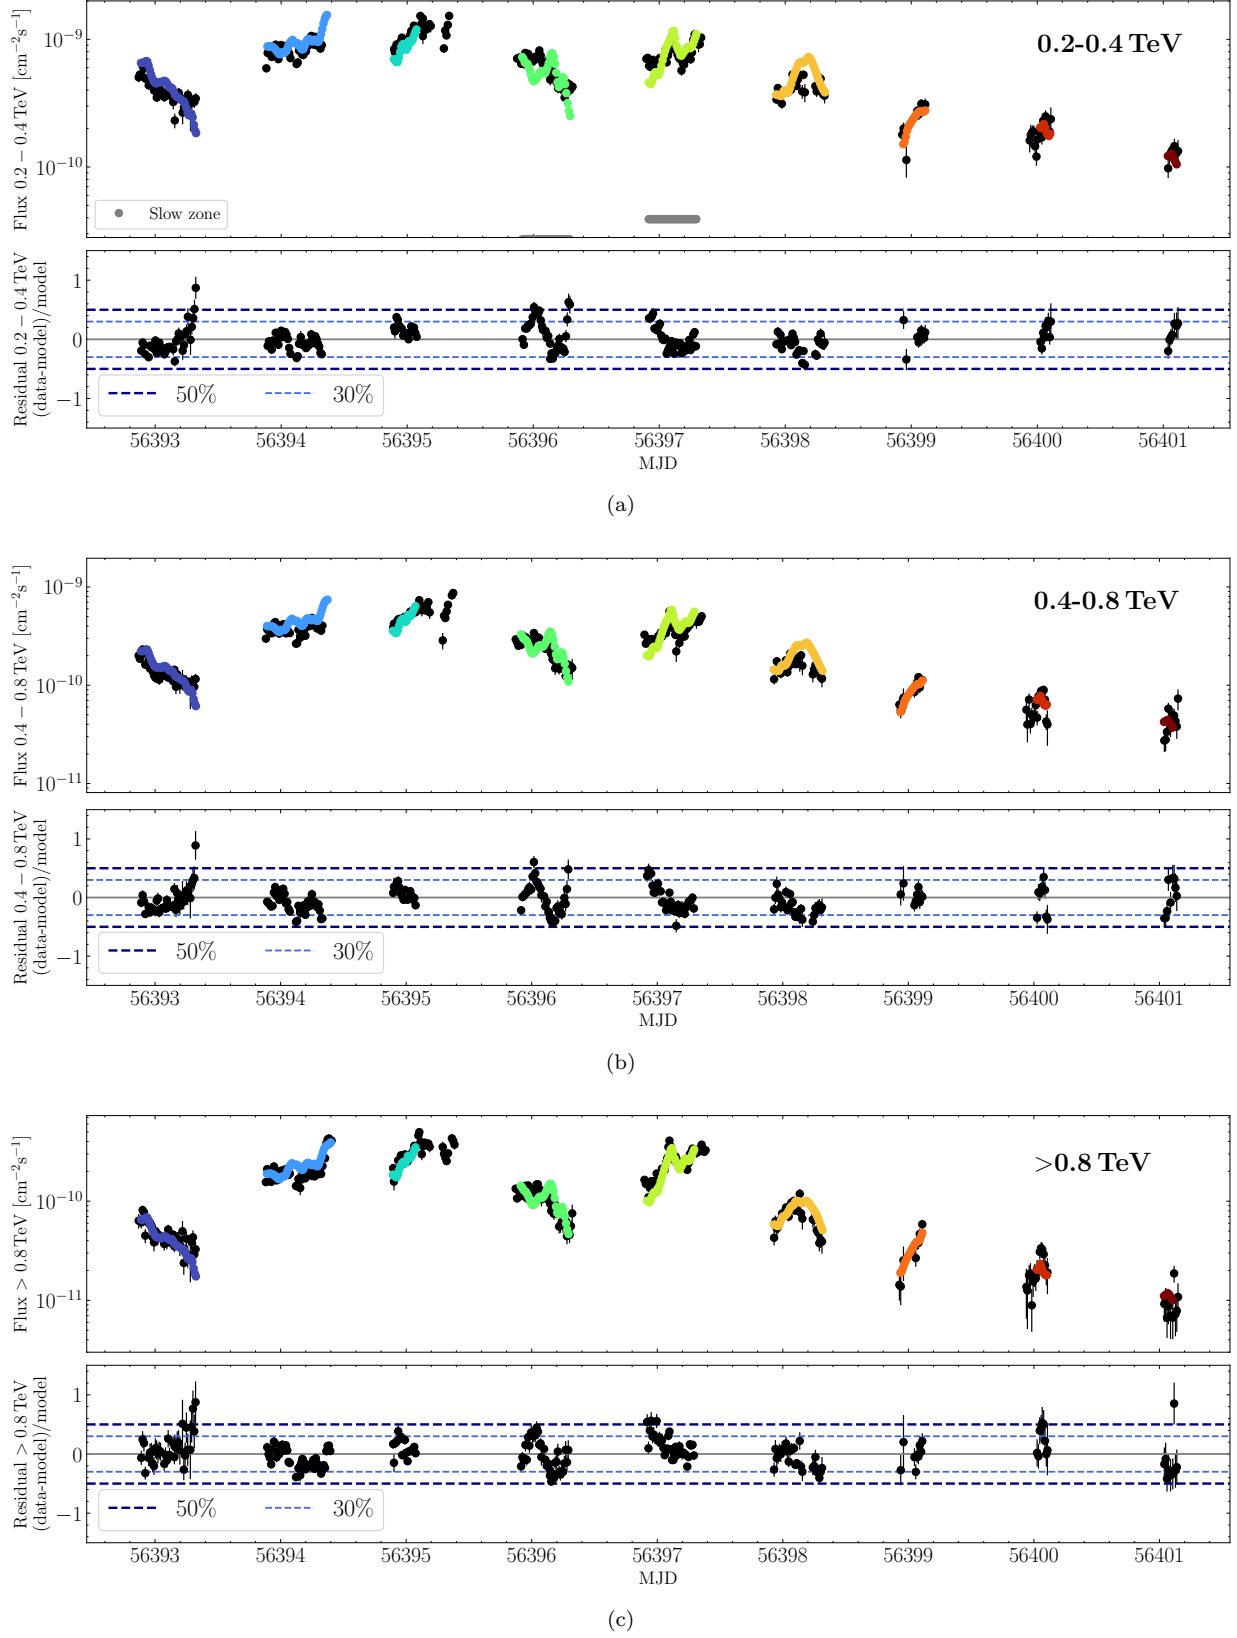 Flux 0.2 − 0.4 TeV [cm⁻²s⁻¹]
10⁻⁹
10⁻¹⁰
0.2-0.4 TeV
Slow zone
Residual 0.2 − 0.4 TeV
(data-model)/model
1
0
−1
50%
30%
56393
56394
56395
56396
56397
56398
56399
56400
56401
MJD
(a)
Flux 0.4 − 0.8 TeV [cm⁻²s⁻¹]
10⁻⁹
10⁻¹⁰
10⁻¹¹
0.4-0.8 TeV
Residual 0.4 − 0.8 TeV
(data-model)/model
1
0
−1
50%
30%
56393
56394
56395
56396
56397
56398
56399
56400
56401
MJD
(b)
Flux > 0.8 TeV [cm⁻²s⁻¹]
10⁻¹⁰
10⁻¹¹
>0.8 TeV
Residual > 0.8 TeV
(data-model)/model
1
0
−1
50%
30%
56393
56394
56395
56396
56397
56398
56399
56400
56401
MJD
(c)